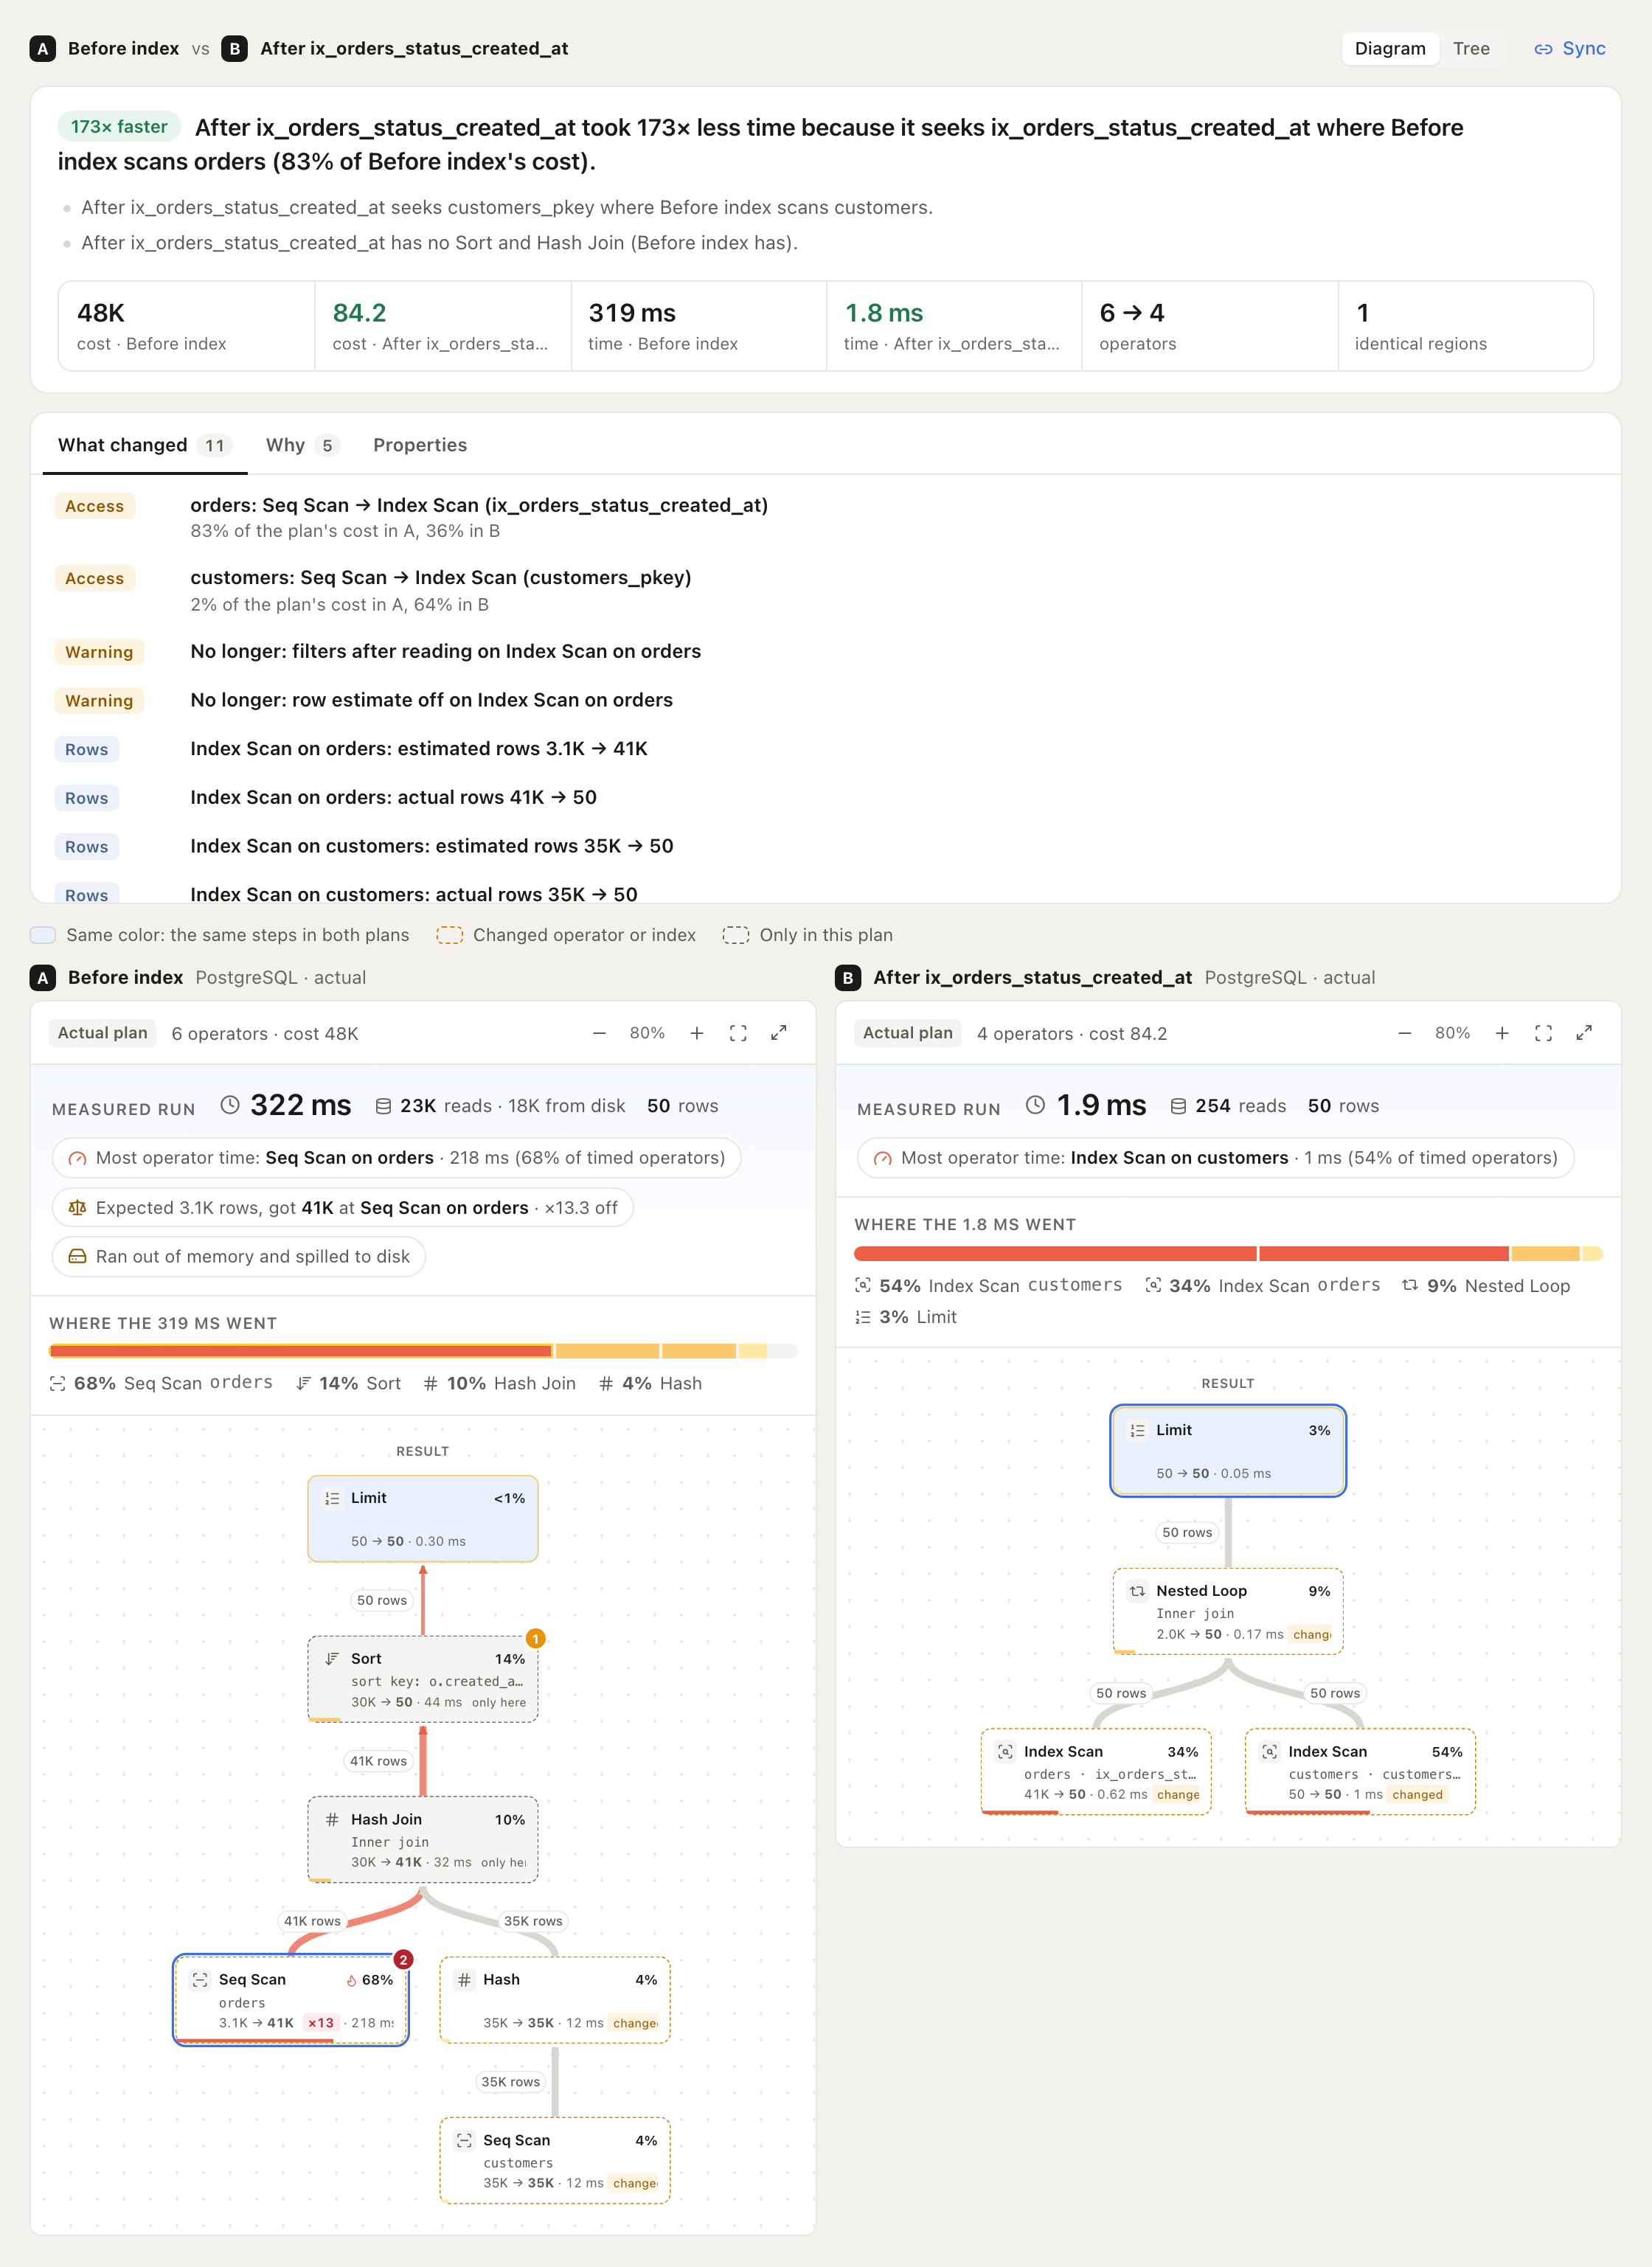 A Before index vs B After ix_orders_status_created_at
Diagram Tree Sync
173× faster After ix_orders_status_created_at took 173× less time because it seeks ix_orders_status_created_at where Before
index scans orders (83% of Before index's cost).
After ix_orders_status_created_at seeks customers_pkey where Before index scans customers.
After ix_orders_status_created_at has no Sort and Hash Join (Before index has).
48K
cost · Before index
84.2
cost · After ix_orders_sta...
319 ms
time · Before index
1.8 ms
time · After ix_orders_sta...
6 → 4
operators
1
identical regions
What changed 11 Why 5 Properties
Access orders: Seq Scan → Index Scan (ix_orders_status_created_at)
83% of the plan's cost in A, 36% in B
Access customers: Seq Scan → Index Scan (customers_pkey)
2% of the plan's cost in A, 64% in B
Warning No longer: filters after reading on Index Scan on orders
Warning No longer: row estimate off on Index Scan on orders
Rows Index Scan on orders: estimated rows 3.1K → 41K
Rows Index Scan on orders: actual rows 41K → 50
Rows Index Scan on customers: estimated rows 35K → 50
Rows Index Scan on customers: actual rows 35K → 50
Same color: the same steps in both plans Changed operator or index Only in this plan
A Before index PostgreSQL · actual
Actual plan 6 operators · cost 48K − 80% +
MEASURED RUN 322 ms 23K reads · 18K from disk 50 rows
Most operator time: Seq Scan on orders · 218 ms (68% of timed operators)
Expected 3.1K rows, got 41K at Seq Scan on orders · ×13.3 off
Ran out of memory and spilled to disk
WHERE THE 319 MS WENT
68% Seq Scan orders 14% Sort 10% Hash Join 4% Hash
RESULT
Limit <1%
50 → 50 · 0.30 ms
50 rows
1
Sort 14%
sort key: o.created_a…
30K → 50 · 44 ms only here
41K rows
Hash Join 10%
Inner join
30K → 41K · 32 ms only her
41K rows 35K rows
2
Seq Scan 68%
orders
3.1K → 41K ×13 · 218 ms
Hash 4%
35K → 35K · 12 ms change
35K rows
Seq Scan 4%
customers
35K → 35K · 12 ms change
B After ix_orders_status_created_at PostgreSQL · actual
Actual plan 4 operators · cost 84.2 − 80% +
MEASURED RUN 1.9 ms 254 reads 50 rows
Most operator time: Index Scan on customers · 1 ms (54% of timed operators)
WHERE THE 1.8 MS WENT
54% Index Scan customers 34% Index Scan orders 9% Nested Loop
3% Limit
RESULT
Limit 3%
50 → 50 · 0.05 ms
50 rows
Nested Loop 9%
Inner join
2.0K → 50 · 0.17 ms chang
50 rows 50 rows
Index Scan 34%
orders · ix_orders_st…
41K → 50 · 0.62 ms change
Index Scan 54%
customers · customers…
50 → 50 · 1 ms changed